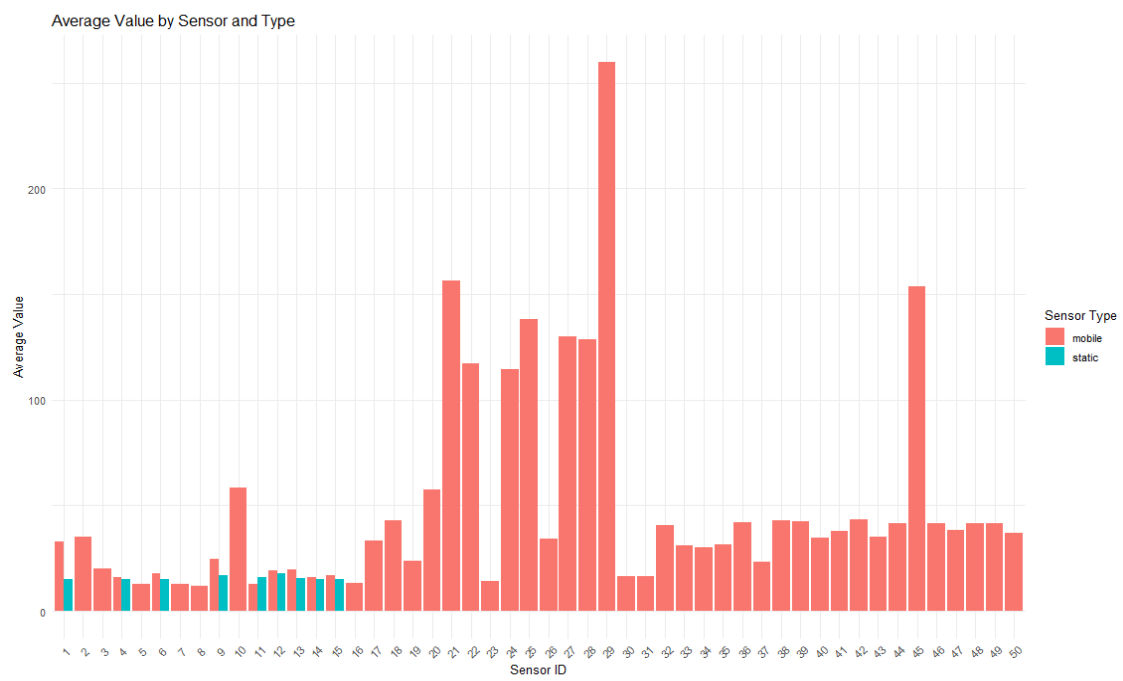 Average Value by Sensor and Type
200
100
0
Average Value
1 2 3 4 5 6 7 8 9 10 11 12 13 14 15 16 17 18 19 20 21 22 23 24 25 26 27 28 29 30 31 32 33 34 35 36 37 38 39 40 41 42 43 44 45 46 47 48 49 50
Sensor ID
Sensor Type
mobile
static